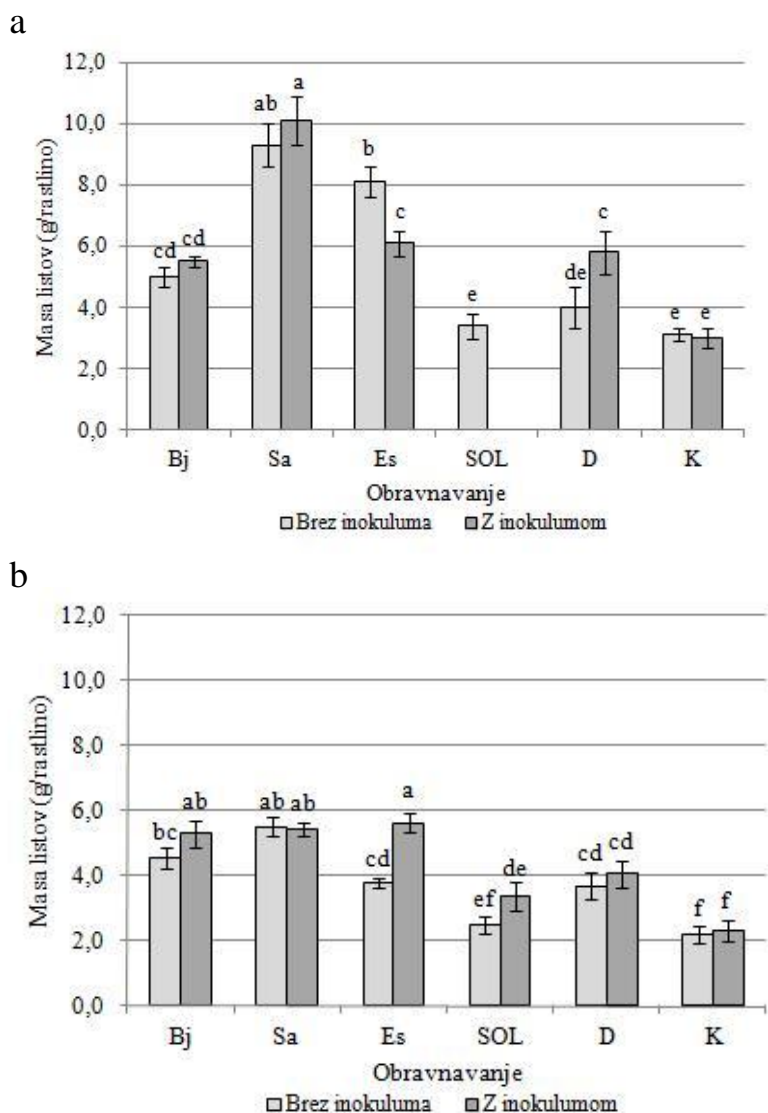 a
12,0
10,0
8,0
6,0
4,0
2,0
0,0
Masa listov (g/rastlino)
cd cd ab a b c e de c e e
Bj Sa Es SOL D K
Obravnavanje
Brez inokuluma Z inokulumom
b
12,0
10,0
8,0
6,0
4,0
2,0
0,0
Masa listov (g/rastlino)
bc ab ab ab cd a ef de cd cd f f
Bj Sa Es SOL D K
Obravnavanje
Brez inokuluma Z inokulumom